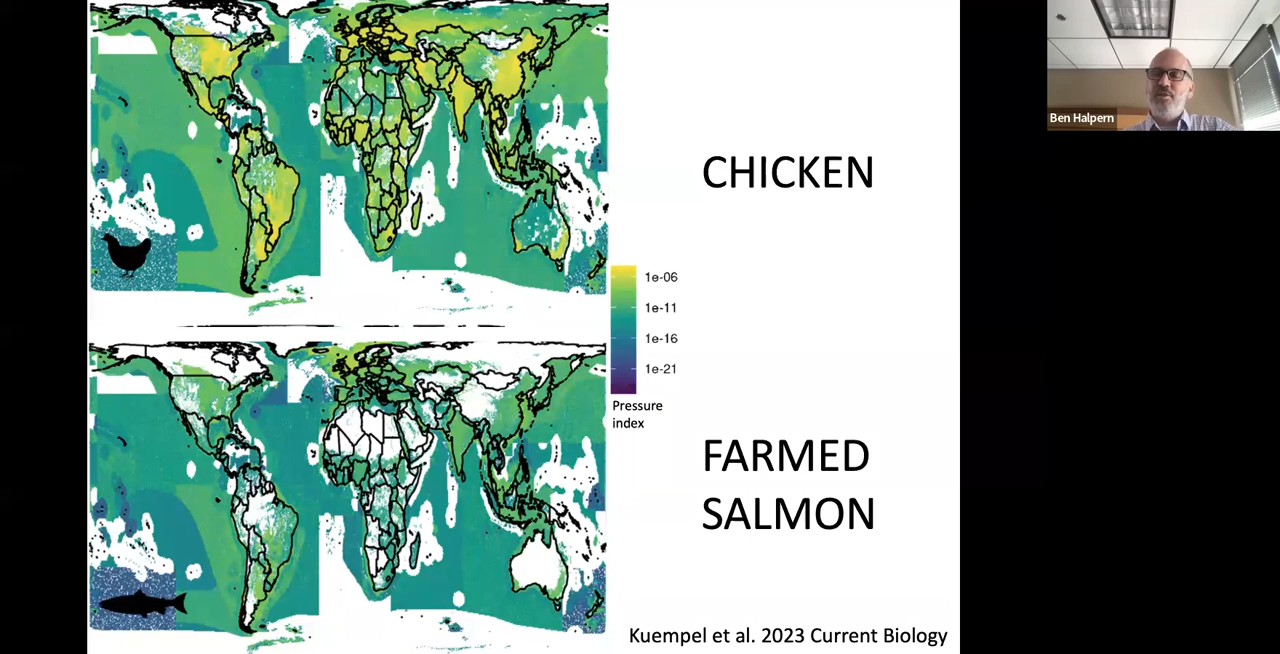 Ben Halpern
CHICKEN
1e-06
1e-11
1e-16
1e-21
Pressure
index
FARMED
SALMON
Kuempel et al. 2023 Current Biology